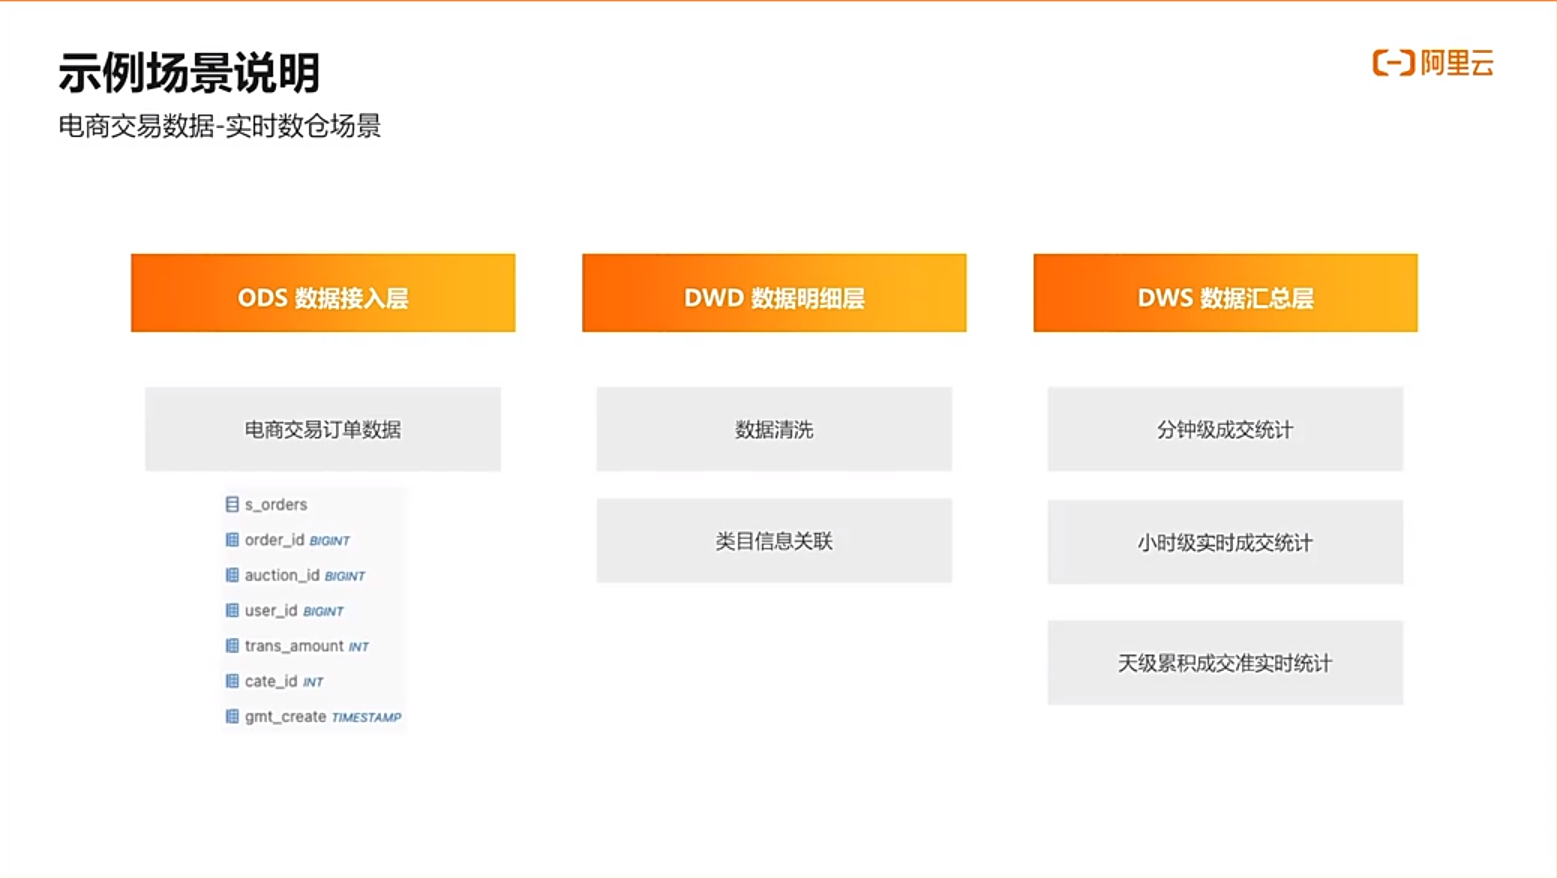 示例场景说明
阿里云
电商交易数据-实时数仓场景
ODS 数据接入层
电商交易订单数据
s_orders
order_id BIGINT
auction_id BIGINT
user_id BIGINT
trans_amount INT
cate_id INT
gmt_create TIMESTAMP
DWD 数据明细层
数据清洗
类目信息关联
DWS 数据汇总层
分钟级成交统计
小时级实时成交统计
天级累积成交准实时统计